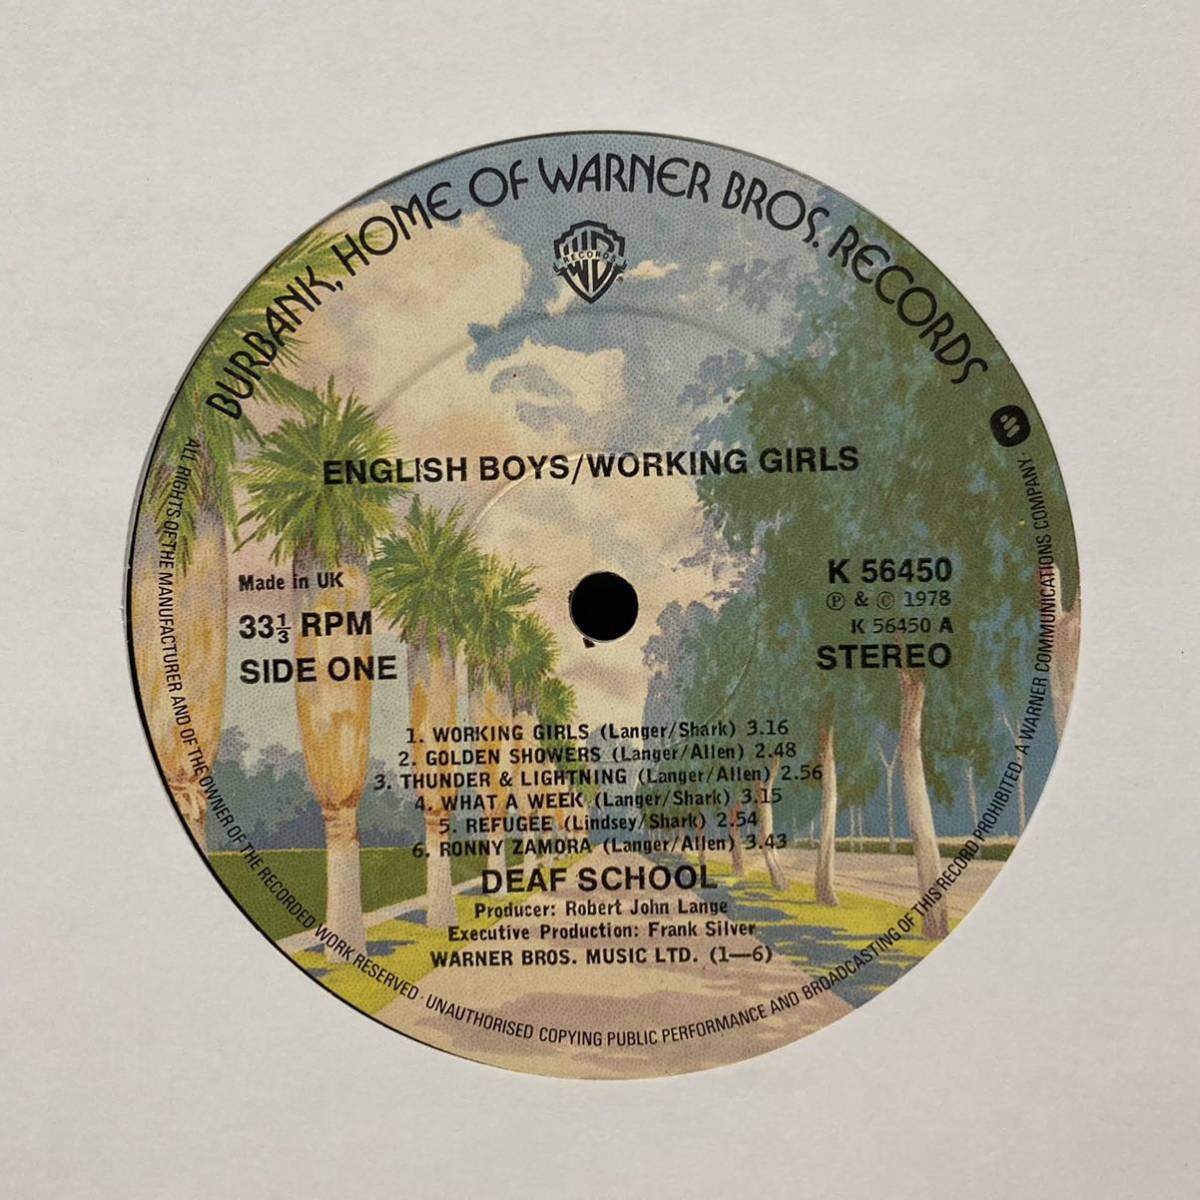 BURBANK, HOME OF WARNER BROS. RECORDS
WB
RECORDS
ENGLISH BOYS/WORKING GIRLS
Made in UK
33⅓ RPM
SIDE ONE
K 56450
℗ & © 1978
K 56450 A
STEREO
1. WORKING GIRLS (Langer/Shark) 3.16
2. GOLDEN SHOWERS (Langer/Allen) 2.48
3. THUNDER & LIGHTNING (Langer/Allen) 2.56
4. WHAT A WEEK (Langer/Shark) 3.15
5. REFUGEE (Lindsey/Shark) 2.54
6. RONNY ZAMORA (Langer/Allen) 3.43
DEAF SCHOOL
Producer: Robert John Lange
Executive Production: Frank Silver
WARNER BROS. MUSIC LTD. (1—6)
ALL RIGHTS OF THE MANUFACTURER AND OF THE OWNER OF THE RECORDED WORK RESERVED · UNAUTHORISED COPYING PUBLIC PERFORMANCE AND BROADCASTING OF THIS RECORD PROHIBITED · A WARNER COMMUNICATIONS COMPANY ·